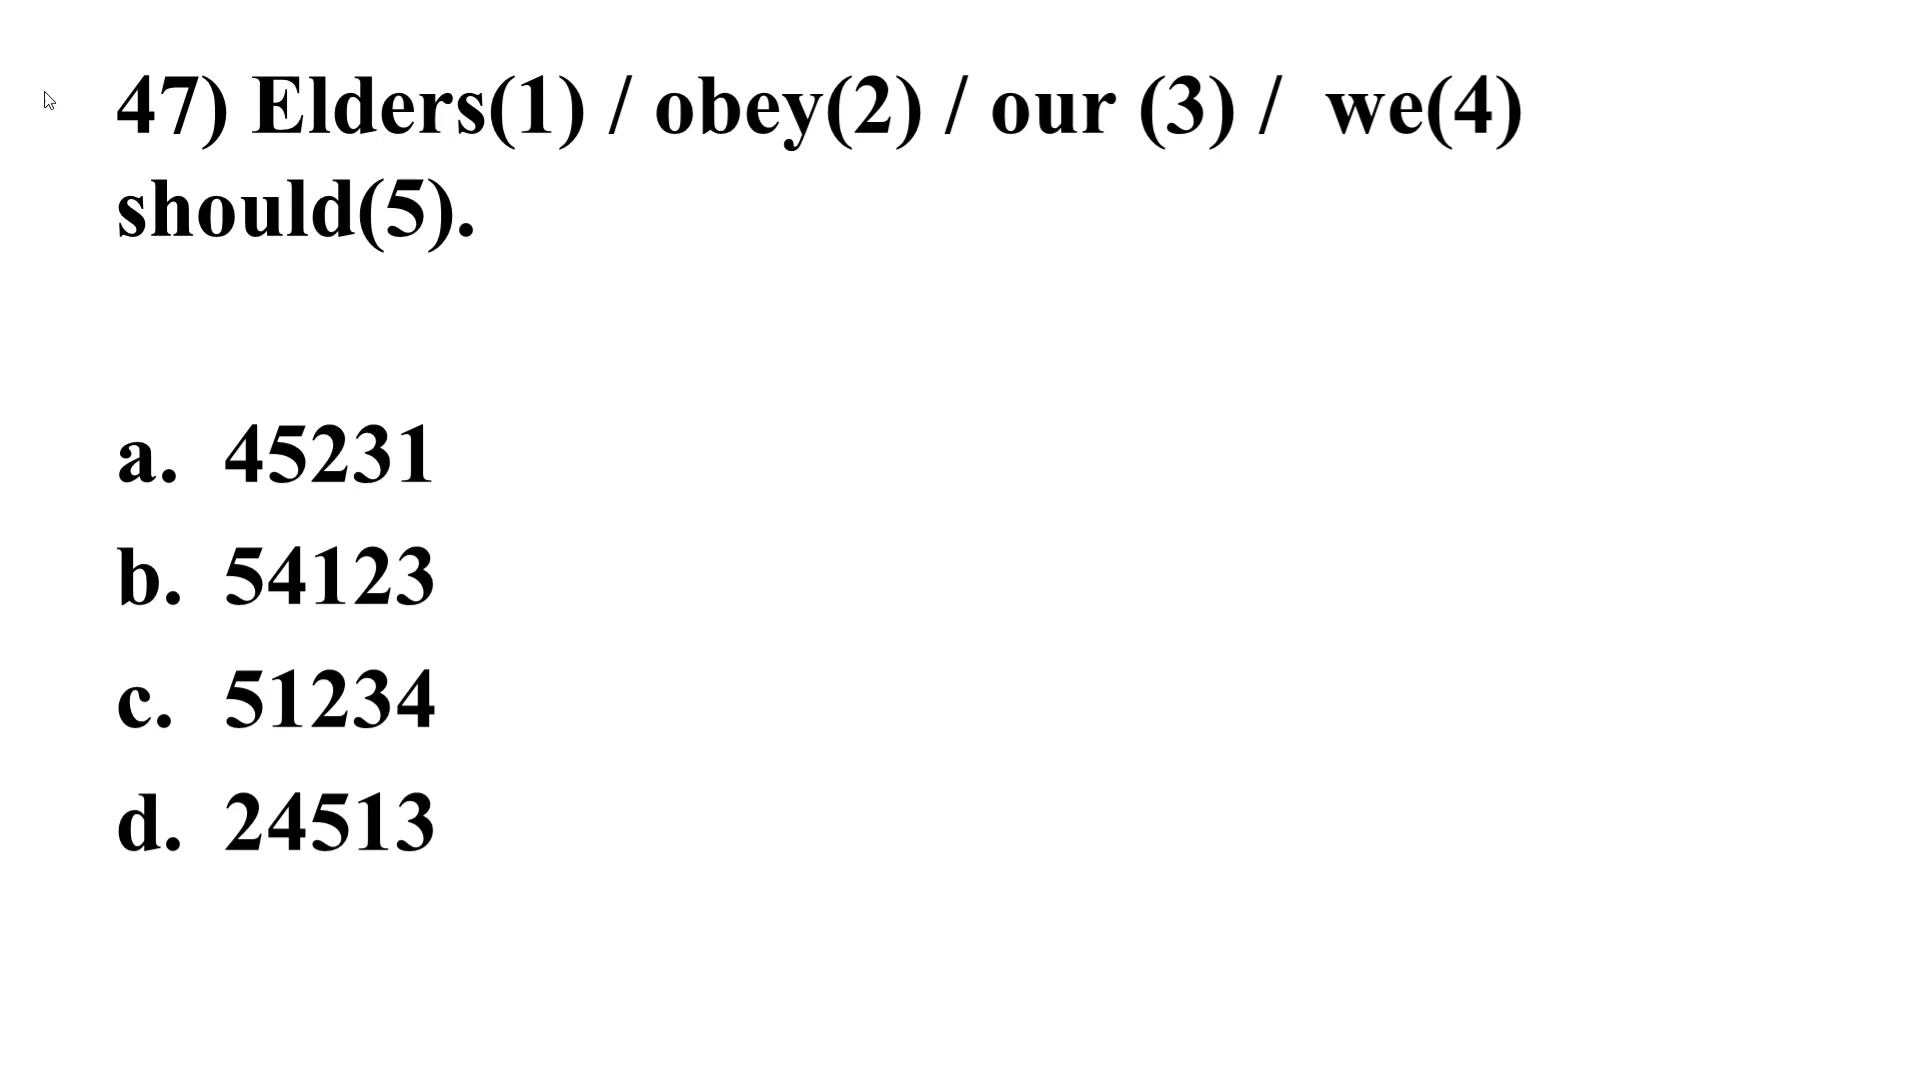 47) Elders(1) / obey(2) / our (3) /  we(4)
should(5).
a. 45231
b. 54123
c. 51234
d. 24513